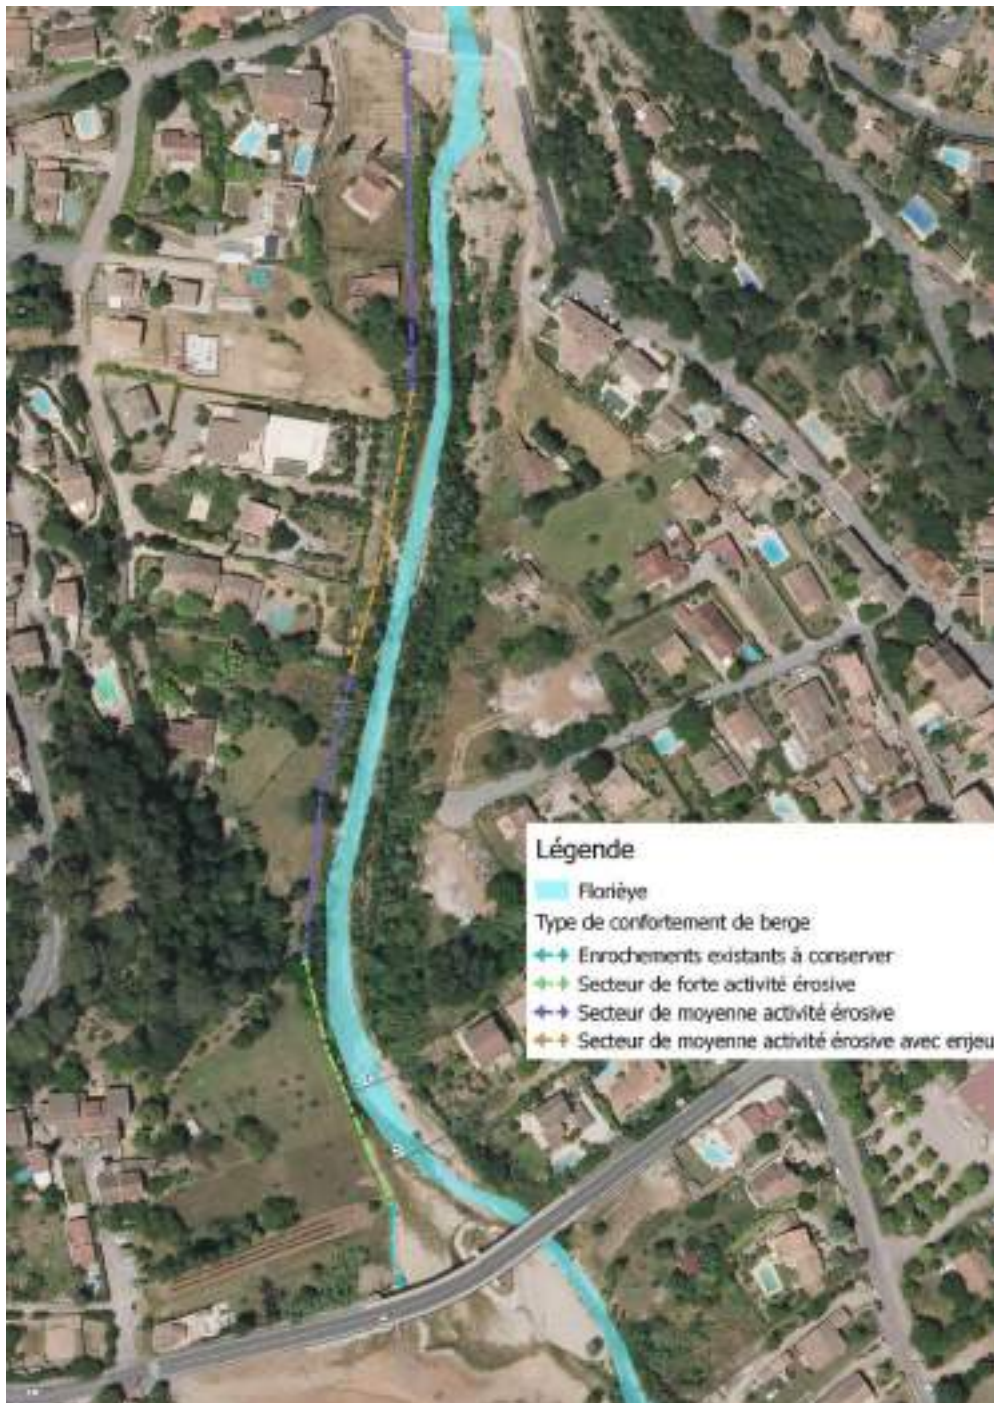 Légende
Florièye
Type de confortement de berge
Enrochements existants à conserver
Secteur de forte activité érosive
Secteur de moyenne activité érosive
Secteur de moyenne activité érosive avec enjeu